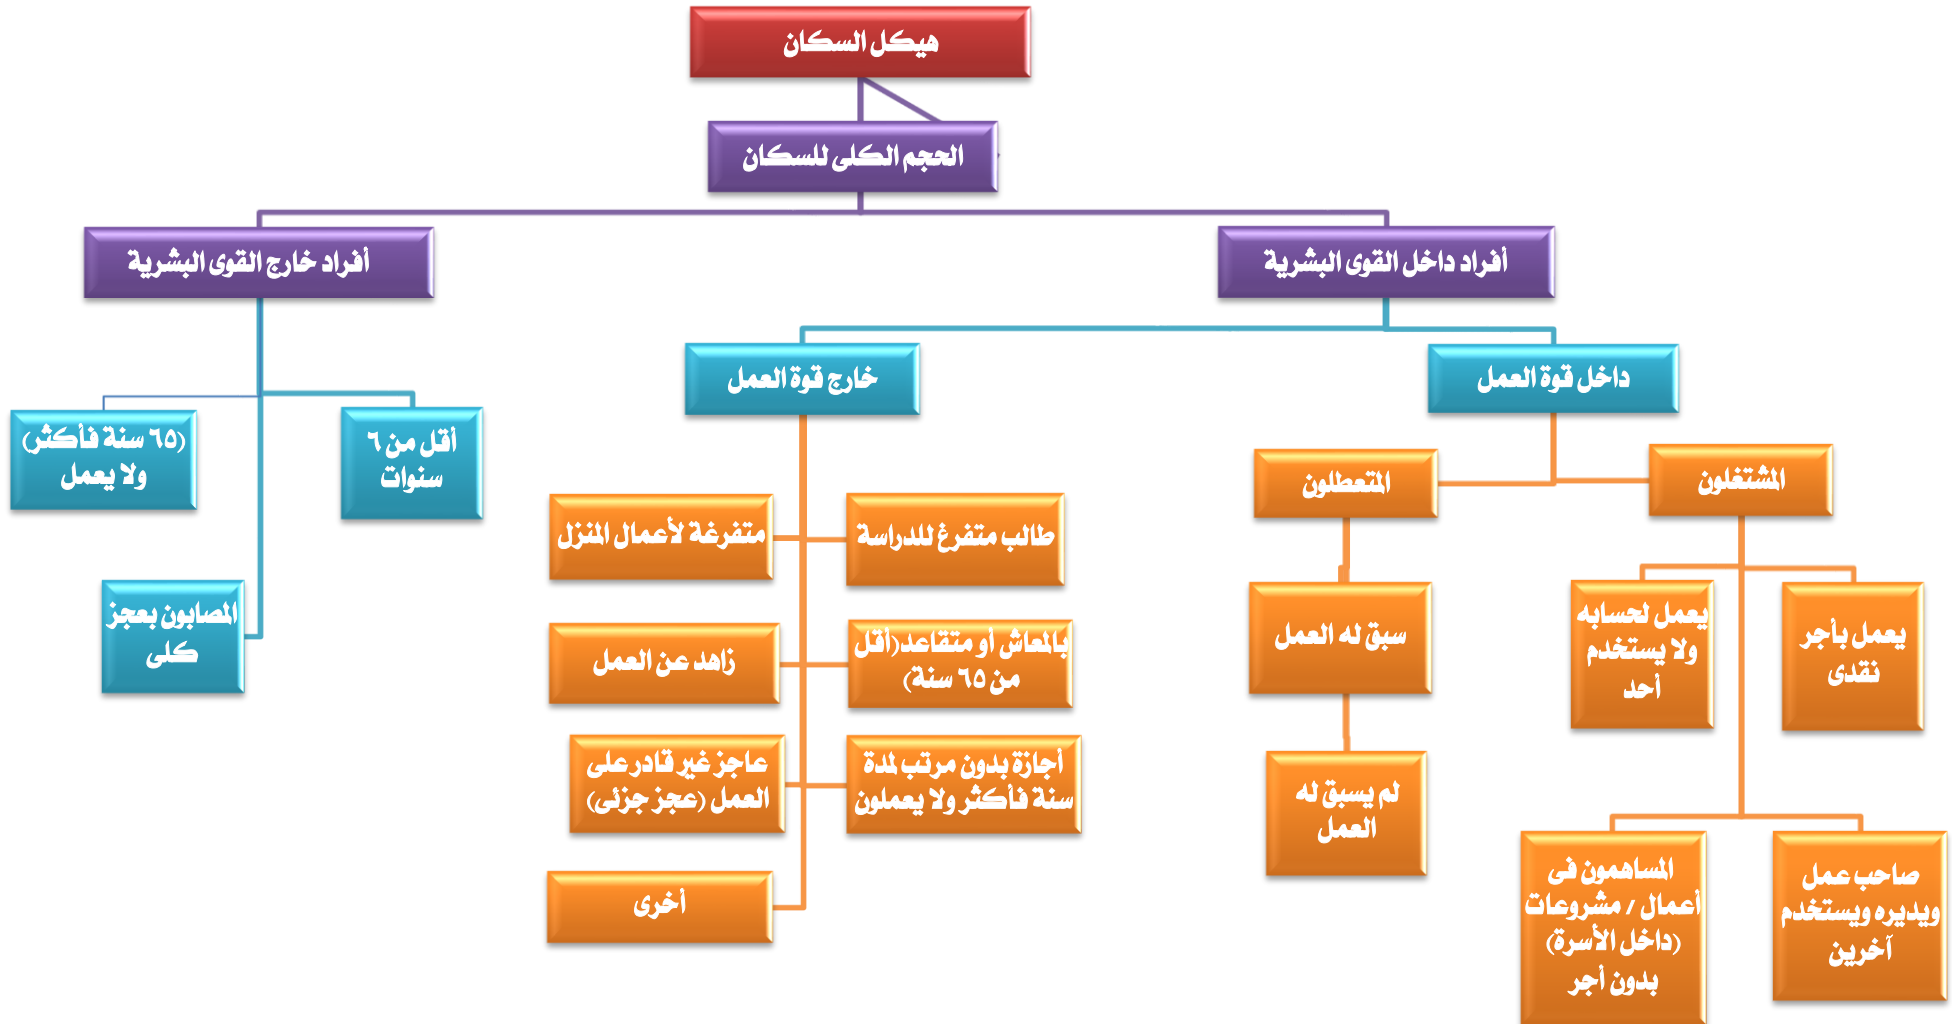 هيكل السكان
الحجم الكلى للسكان
أفراد داخل القوى البشرية
أفراد خارج القوى البشرية
داخل قوة العمل
خارج قوة العمل
أقل من ٦
سنوات
(٦٥ سنة فأكثر)
ولا يعمل
المصابون بعجز
كلى
المشتغلون
المتعطلون
يعمل بأجر
نقدى
يعمل لحسابه
ولا يستخدم
أحد
صاحب عمل
ويديره ويستخدم
آخرين
المساهمون فى
أعمال / مشروعات
(داخل الأسرة)
بدون أجر
سبق له العمل
لم يسبق له
العمل
طالب متفرغ للدراسة
متفرغة لأعمال المنزل
بالمعاش أو متقاعد(أقل
من ٦٥ سنة)
زاهد عن العمل
أجازة بدون مرتب لمدة
سنة فأكثر ولا يعملون
عاجز غير قادر على
العمل (عجز جزئى)
أخرى